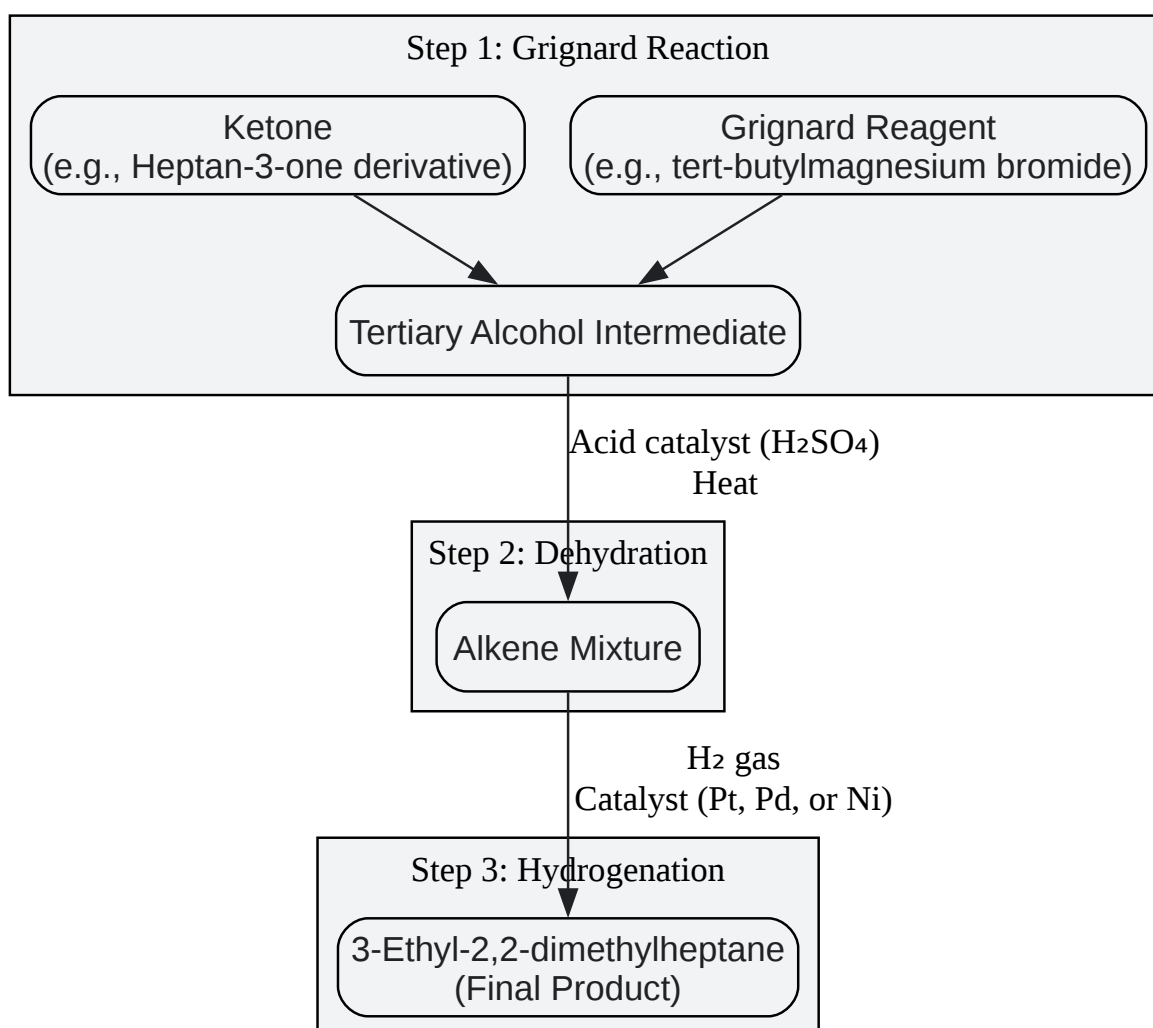 Step 1: Grignard Reaction
Ketone
(e.g., Heptan-3-one derivative)
Grignard Reagent
(e.g., tert-butylmagnesium bromide)
Tertiary Alcohol Intermediate
Acid catalyst (H₂SO₄)
Heat
Step 2: Dehydration
Alkene Mixture
H₂ gas
Catalyst (Pt, Pd, or Ni)
Step 3: Hydrogenation
3-Ethyl-2,2-dimethylheptane
(Final Product)